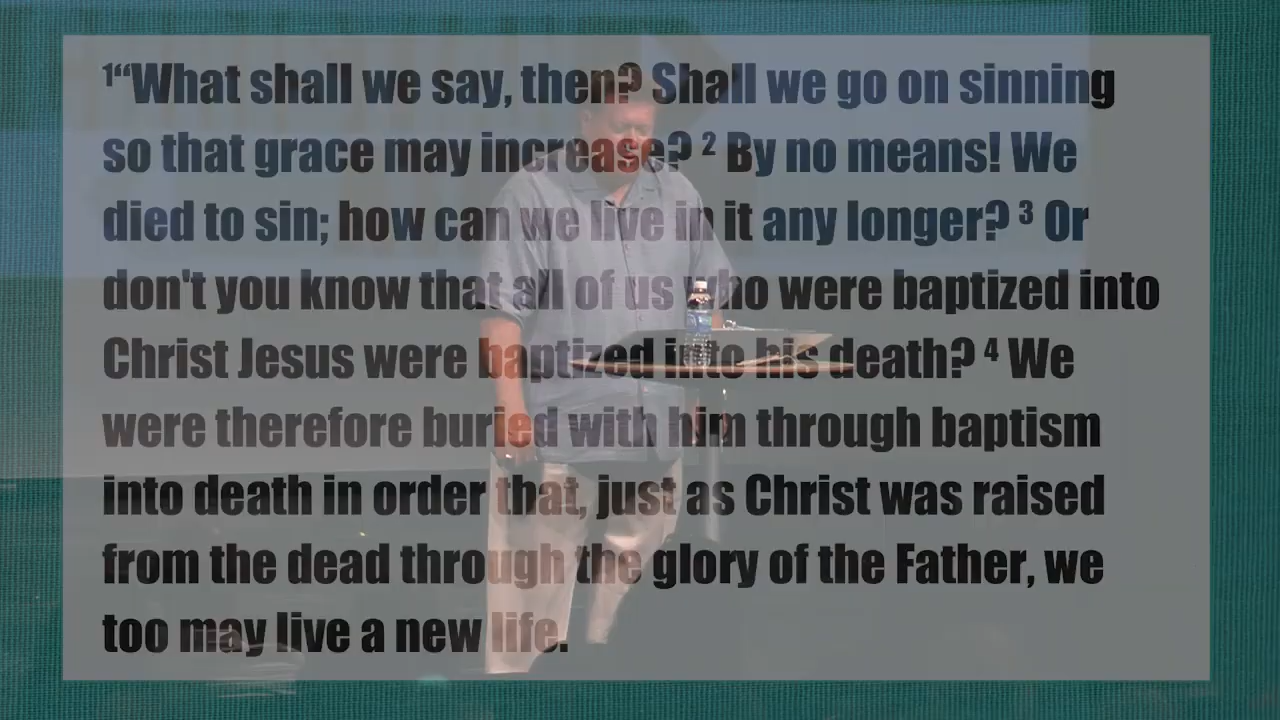 ¹“What shall we say, then? Shall we go on sinning
so that grace may increase? ² By no means! We
died to sin; how can we live in it any longer? ³ Or
don't you know that all of us who were baptized into
Christ Jesus were baptized into his death? ⁴ We
were therefore buried with him through baptism
into death in order that, just as Christ was raised
from the dead through the glory of the Father, we
too may live a new life.